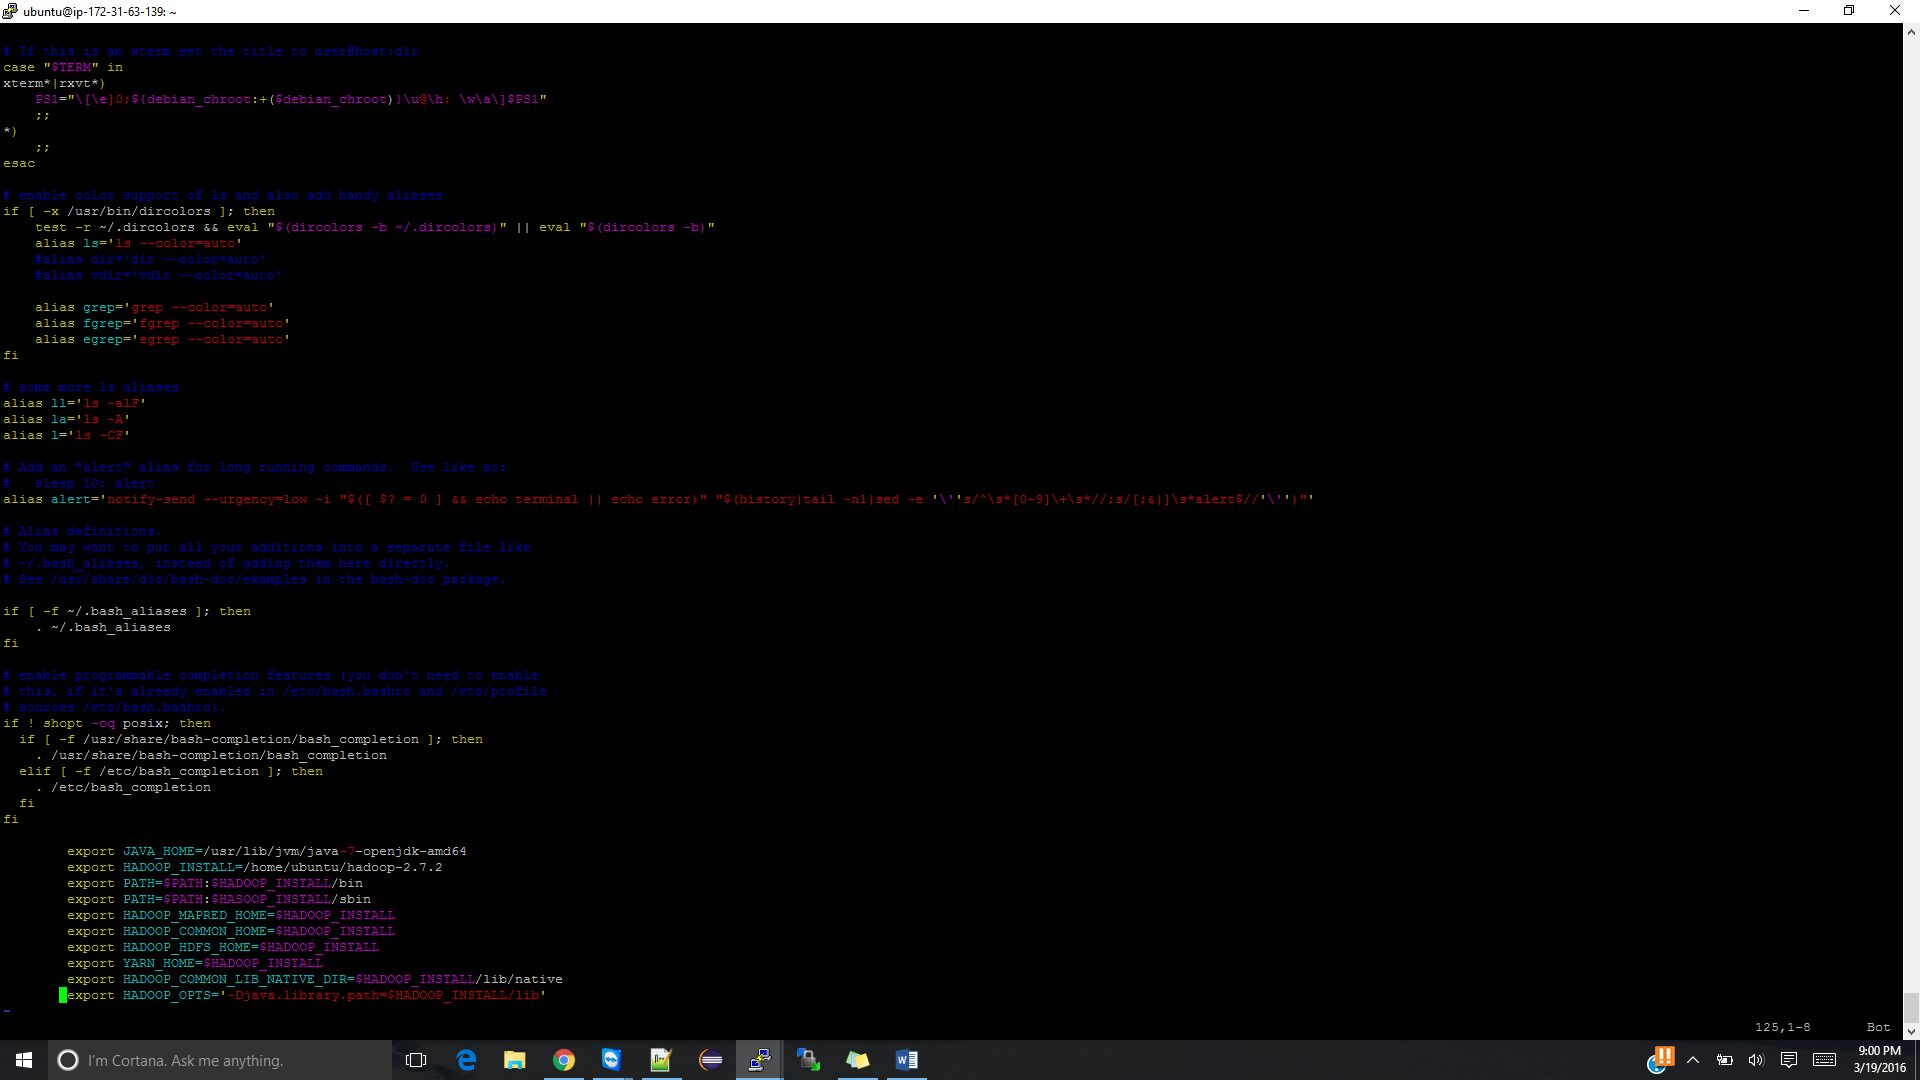 ubuntu@ip-172-31-63-139: ~
# If this is an xterm set the title to user@host:dir
case "$TERM" in
xterm*|rxvt*)
    PS1="\[\e]0;${debian_chroot:+($debian_chroot)}\u@\h: \w\a\]$PS1"
    ;;
*)
    ;;
esac
# enable color support of ls and also add handy aliases
if [ -x /usr/bin/dircolors ]; then
    test -r ~/.dircolors && eval "$(dircolors -b ~/.dircolors)" || eval "$(dircolors -b)"
    alias ls='ls --color=auto'
    #alias dir='dir --color=auto'
    #alias vdir='vdir --color=auto'
    alias grep='grep --color=auto'
    alias fgrep='fgrep --color=auto'
    alias egrep='egrep --color=auto'
fi
# some more ls aliases
alias ll='ls -alF'
alias la='ls -A'
alias l='ls -CF'
# Add an "alert" alias for long running commands.  Use like so:
#   sleep 10; alert
alias alert='notify-send --urgency=low -i "$([ $? = 0 ] && echo terminal || echo error)" "$(history|tail -n1|sed -e '\''s/^\s*[0-9]\+\s*//;s/[;&|]\s*alert$//'\'')"'
# Alias definitions.
# You may want to put all your additions into a separate file like
# ~/.bash_aliases, instead of adding them here directly.
# See /usr/share/doc/bash-doc/examples in the bash-doc package.
if [ -f ~/.bash_aliases ]; then
    . ~/.bash_aliases
fi
# enable programmable completion features (you don't need to enable
# this, if it's already enabled in /etc/bash.bashrc and /etc/profile
# sources /etc/bash.bashrc).
if ! shopt -oq posix; then
  if [ -f /usr/share/bash-completion/bash_completion ]; then
    . /usr/share/bash-completion/bash_completion
  elif [ -f /etc/bash_completion ]; then
    . /etc/bash_completion
  fi
fi
        export JAVA_HOME=/usr/lib/jvm/java-7-openjdk-amd64
        export HADOOP_INSTALL=/home/ubuntu/hadoop-2.7.2
        export PATH=$PATH:$HADOOP_INSTALL/bin
        export PATH=$PATH:$HASOOP_INSTALL/sbin
        export HADOOP_MAPRED_HOME=$HADOOP_INSTALL
        export HADOOP_COMMON_HOME=$HADOOP_INSTALL
        export HADOOP_HDFS_HOME=$HADOOP_INSTALL
        export YARN_HOME=$HADOOP_INSTALL
        export HADOOP_COMMON_LIB_NATIVE_DIR=$HADOOP_INSTALL/lib/native
        export HADOOP_OPTS='-Djava.library.path=$HADOOP_INSTALL/lib'
~
125,1-8 Bot
I'm Cortana. Ask me anything.
9:00 PM
3/19/2016